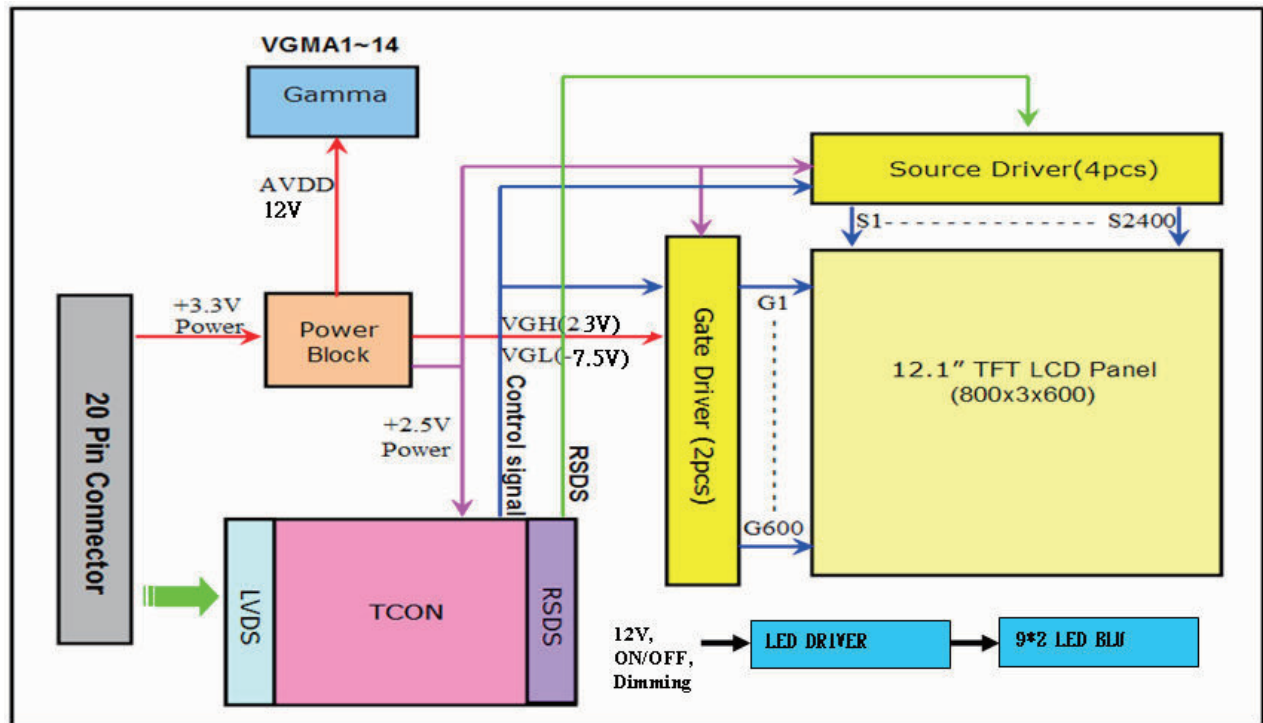 VGMA1~14
Gamma
AVDD
12V
Source Driver(4pcs)
S1
S2400
+3.3V
Power
Power
Block
VGH(23V)
VGL(-7.5V)
+2.5V
Power
Control signal
RSDS
Gate Driver (2pcs)
G1
G600
12.1" TFT LCD Panel
(800x3x600)
20 Pin Connector
LVDS
TCON
RSDS
12V,
ON/OFF,
Dimming
LED DRIVER
9*2 LED BLU